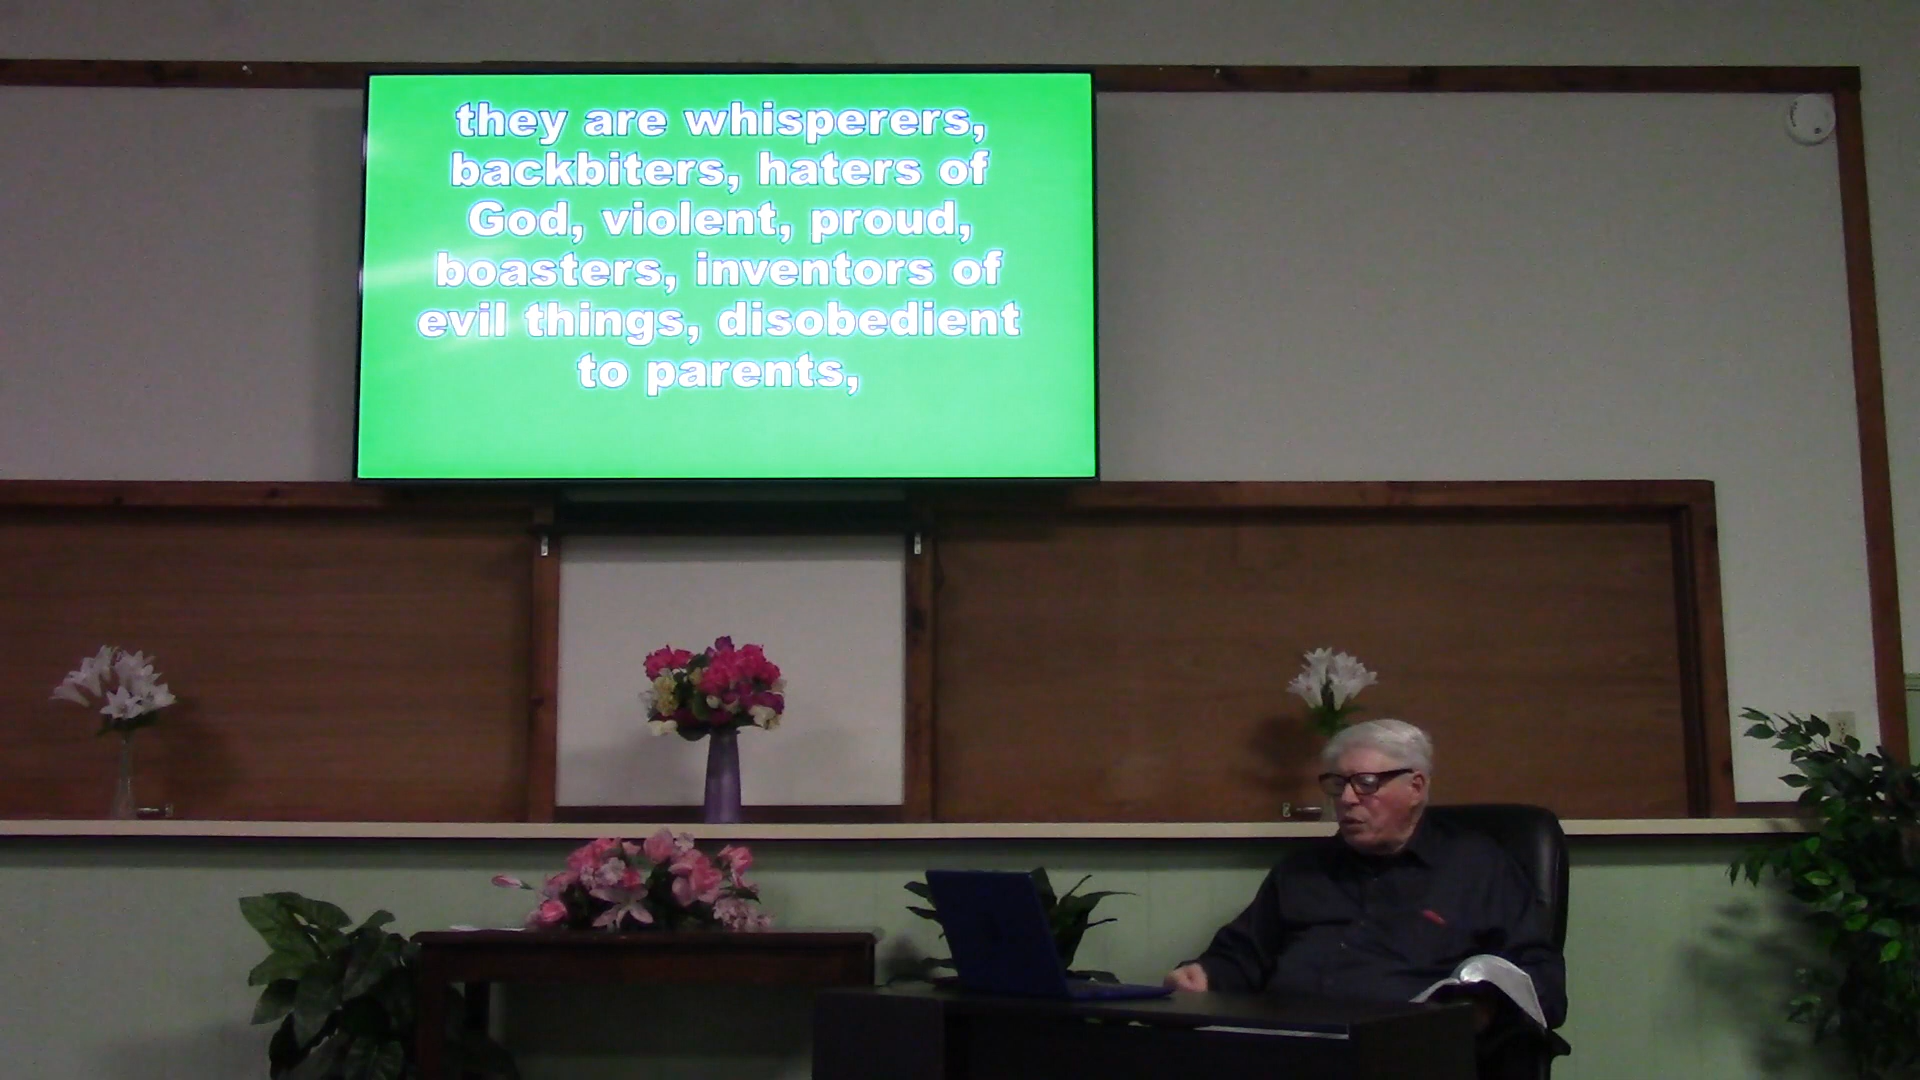 they are whisperers,
backbiters, haters of
God, violent, proud,
boasters, inventors of
evil things, disobedient
to parents,